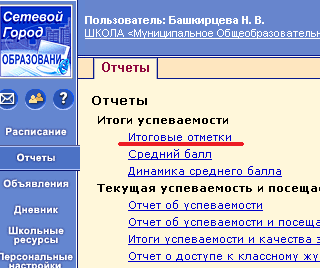 Сетевой
Город
ОБРАЗОВАНИ
Пользователь: Башкирцева Н. В.
ШКОЛА «Муниципальное Общеобразователь
Отчеты
Расписание
Отчеты
Объявления
Дневник
Школьные
ресурсы
Персональные
настройки
Отчеты
Итоги успеваемости
Итоговые отметки
Средний балл
Динамика среднего балла
Текущая успеваемость и посеща
Отчет об успеваемости
Отчет об успеваемости и посеща
Итоги успеваемости и качества з
Отчет о доступе к классному жу